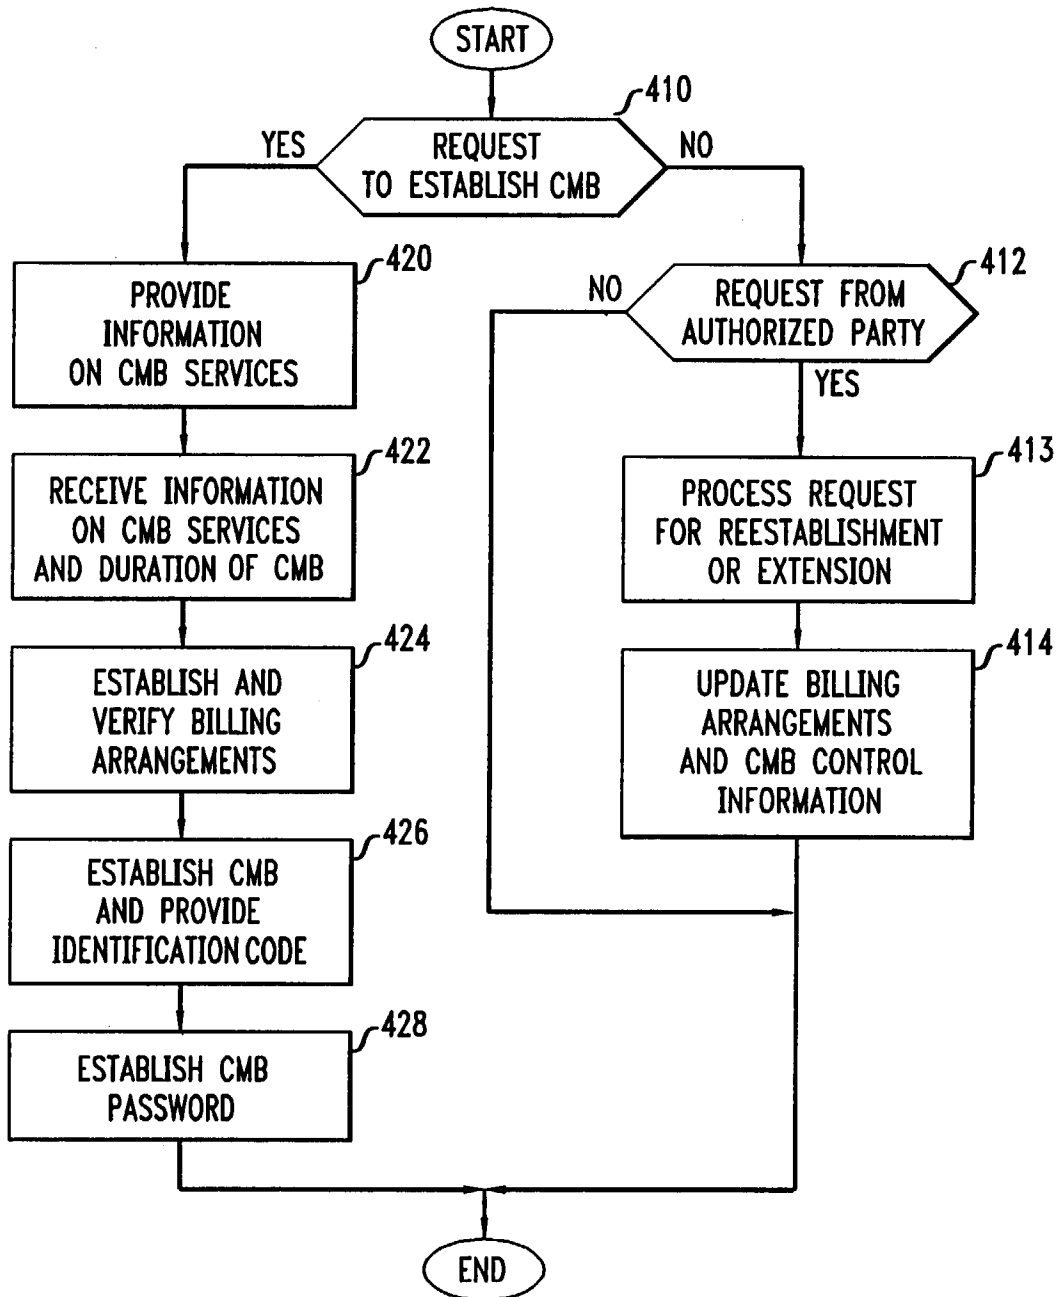 START
410
REQUEST
TO ESTABLISH CMB
YES
NO
420
PROVIDE
INFORMATION
ON CMB SERVICES
412
REQUEST FROM
AUTHORIZED PARTY
NO
YES
422
RECEIVE INFORMATION
ON CMB SERVICES
AND DURATION OF CMB
413
PROCESS REQUEST
FOR REESTABLISHMENT
OR EXTENSION
424
ESTABLISH AND
VERIFY BILLING
ARRANGEMENTS
414
UPDATE BILLING
ARRANGEMENTS
AND CMB CONTROL
INFORMATION
426
ESTABLISH CMB
AND PROVIDE
IDENTIFICATION CODE
428
ESTABLISH CMB
PASSWORD
END